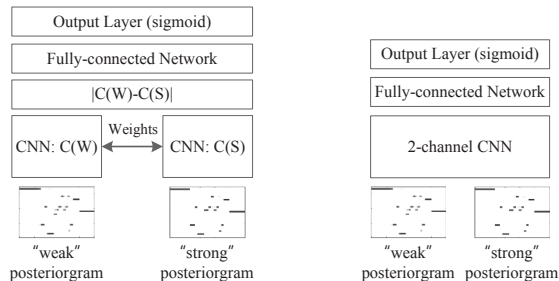 Output Layer (sigmoid)
Fully-connected Network
|C(W)-C(S)|
CNN: C(W)
Weights
CNN: C(S)
"weak"
posteriorgram
"strong"
posteriorgram
Output Layer (sigmoid)
Fully-connected Network
2-channel CNN
"weak"
posteriorgram
"strong"
posteriorgram